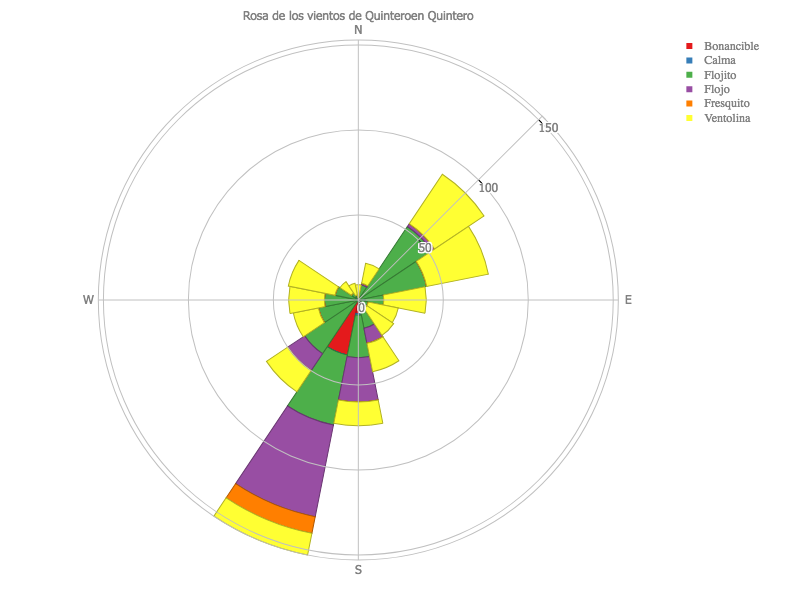 Rosa de los vientos de Quinteroen Quintero
N
Bonancible
Calma
Flojito
Flojo
Fresquito
Ventolina
150
100
50
W
0
E
S